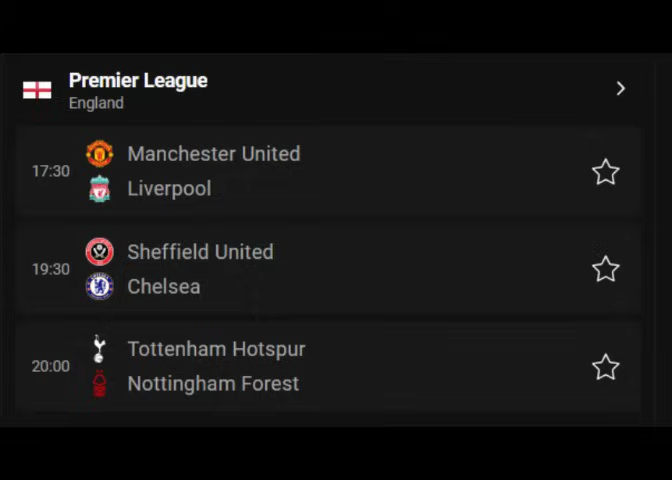 Premier League
England
17:30
Manchester United
Liverpool
19:30
Sheffield United
Chelsea
20:00
Tottenham Hotspur
Nottingham Forest